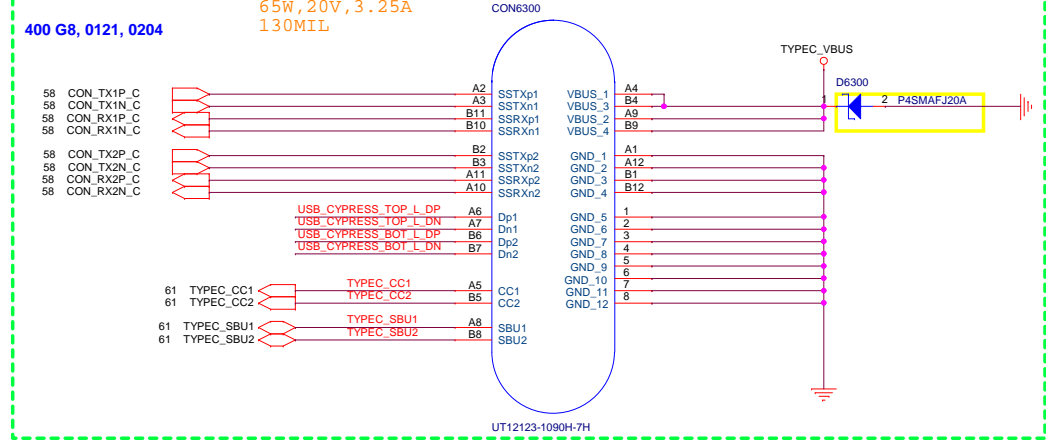 65W,20V,3.25A
130MIL
400 G8, 0121, 0204
CON6300
TYPEC_VBUS
D6300
1
2 P4SMAFJ20A
58 CON_TX1P_C A2 SSTXp1 VBUS_1 A4
58 CON_TX1N_C A3 SSTXn1 VBUS_3 B4
58 CON_RX1P_C B11 SSRXp1 VBUS_2 A9
58 CON_RX1N_C B10 SSRXn1 VBUS_4 B9
58 CON_TX2P_C B2 SSTXp2 GND_1 A1
58 CON_TX2N_C B3 SSTXn2 GND_2 A12
58 CON_RX2P_C A11 SSRXp2 GND_3 B1
58 CON_RX2N_C A10 SSRXn2 GND_4 B12
USB_CYPRESS_TOP_L_DP A6 Dp1 GND_5 1
USB_CYPRESS_TOP_L_DN A7 Dn1 GND_6 2
USB_CYPRESS_BOT_L_DP B6 Dp2 GND_7 3
USB_CYPRESS_BOT_L_DN B7 Dn2 GND_8 4
GND_9 5
GND_10 6
61 TYPEC_CC1 TYPEC_CC1 A5 CC1 GND_11 7
61 TYPEC_CC2 TYPEC_CC2 B5 CC2 GND_12 8
61 TYPEC_SBU1 TYPEC_SBU1 A8 SBU1
61 TYPEC_SBU2 TYPEC_SBU2 B8 SBU2
UT12123-1090H-7H